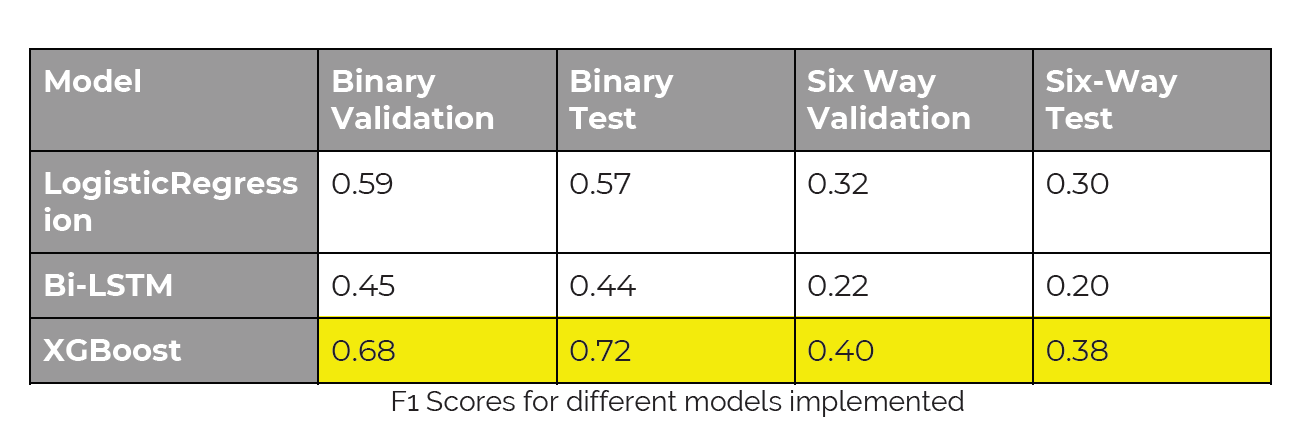 Model Binary Validation Binary Test Six Way Validation Six-Way Test
LogisticRegression 0.59 0.57 0.32 0.30
Bi-LSTM 0.45 0.44 0.22 0.20
XGBoost 0.68 0.72 0.40 0.38
F1 Scores for different models implemented